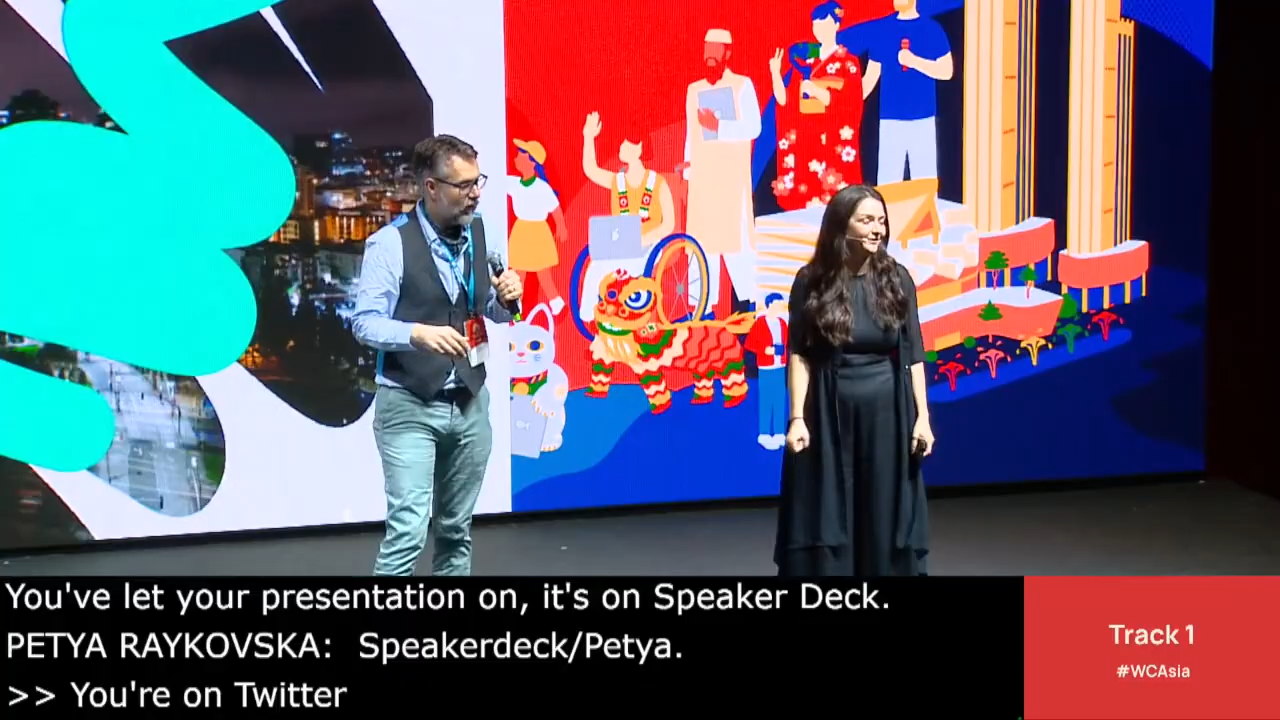 You've let your presentation on, it's on Speaker Deck.
PETYA RAYKOVSKA:  Speakerdeck/Petya.
>> You're on Twitter
Track 1
#WCAsia